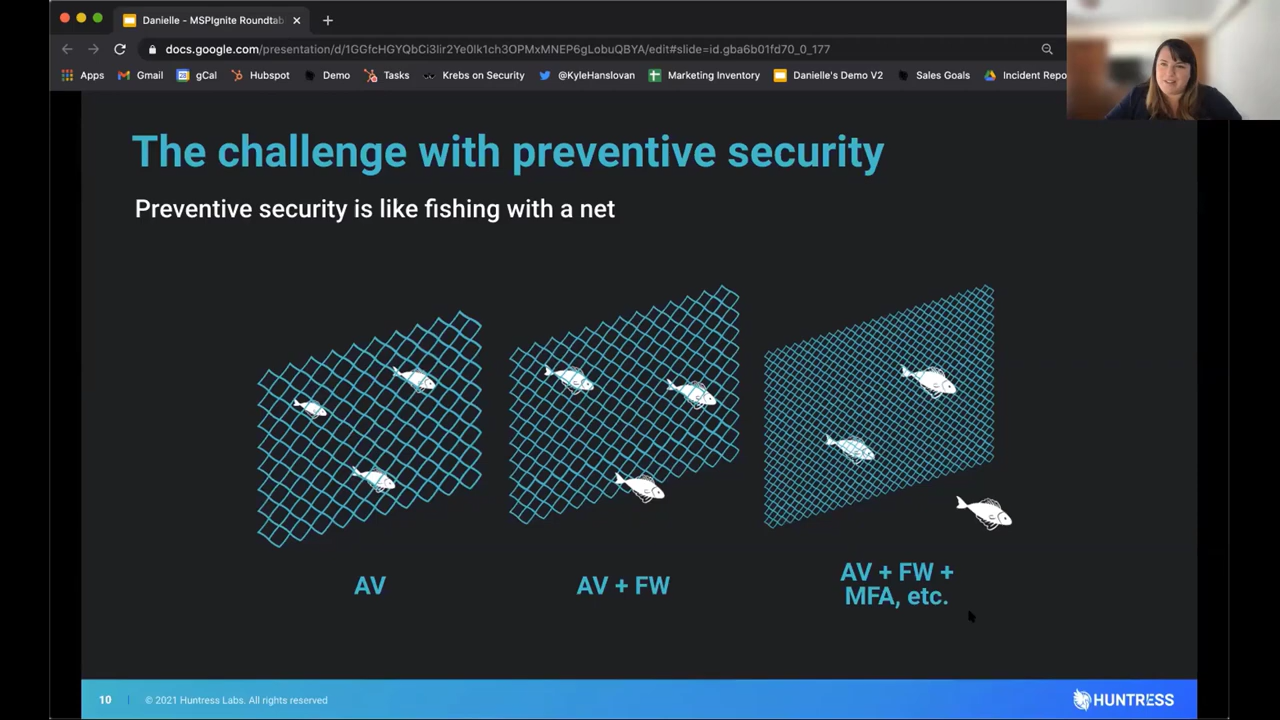 Danielle - MSPIgnite Roundtab
docs.google.com/presentation/d/1GGfcHGYQbCi3lir2Ye0lk1ch3OPMxMNEP6gLobuQBYA/edit#slide=id.gba6b01fd70_0_177
Apps Gmail gCal Hubspot Demo Tasks Krebs on Security @KyleHanslovan Marketing Inventory Danielle's Demo V2 Sales Goals Incident Repo
The challenge with preventive security
Preventive security is like fishing with a net
AV
AV + FW
AV + FW +
MFA, etc.
10 © 2021 Huntress Labs. All rights reserved
HUNTRESS